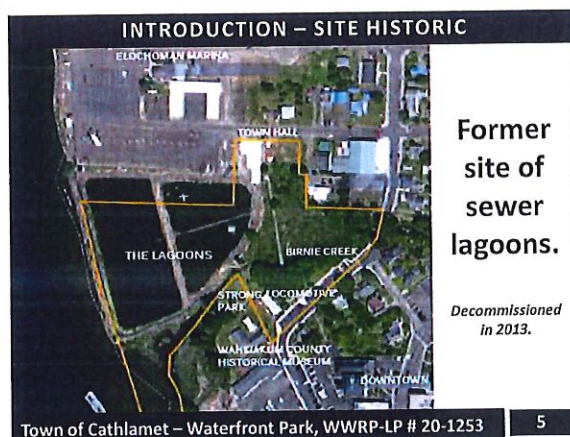 INTRODUCTION – SITE HISTORIC
ELOCHOMAN MARINA
TOWN HALL
THE LAGOONS
BIRNIE CREEK
STRONG LOCOMOTIVE
PARK
WAHKIAKUM COUNTY
HISTORICAL MUSEUM
DOWNTOWN
Former
site of
sewer
lagoons.
Decommissioned
in 2013.
Town of Cathlamet – Waterfront Park, WWRP-LP # 20-1253
5